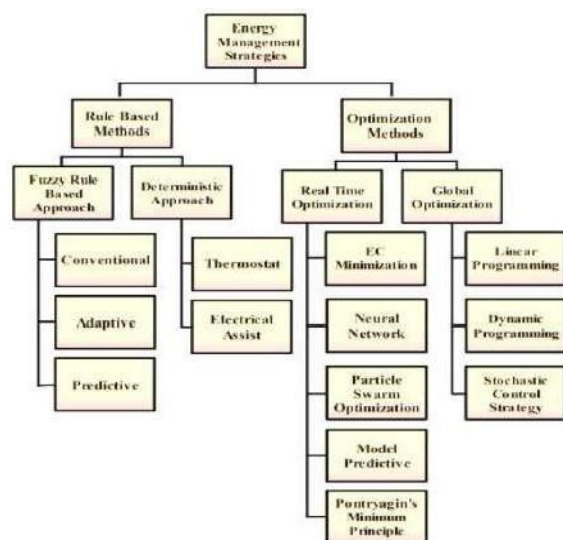 Energy
Management
Strategies
Rule Based
Methods
Optimization
Methods
Fuzzy Rule
Based
Approach
Deterministic
Approach
Real Time
Optimization
Global
Optimization
Conventional
Adaptive
Predictive
Thermostat
Electrical
Assist
EC
Minimization
Neural
Network
Particle
Swarm
Optimization
Model
Predictive
Pontryagin's
Minimum
Principle
Linear
Programming
Dynamic
Programming
Stochastic
Control
Strategy